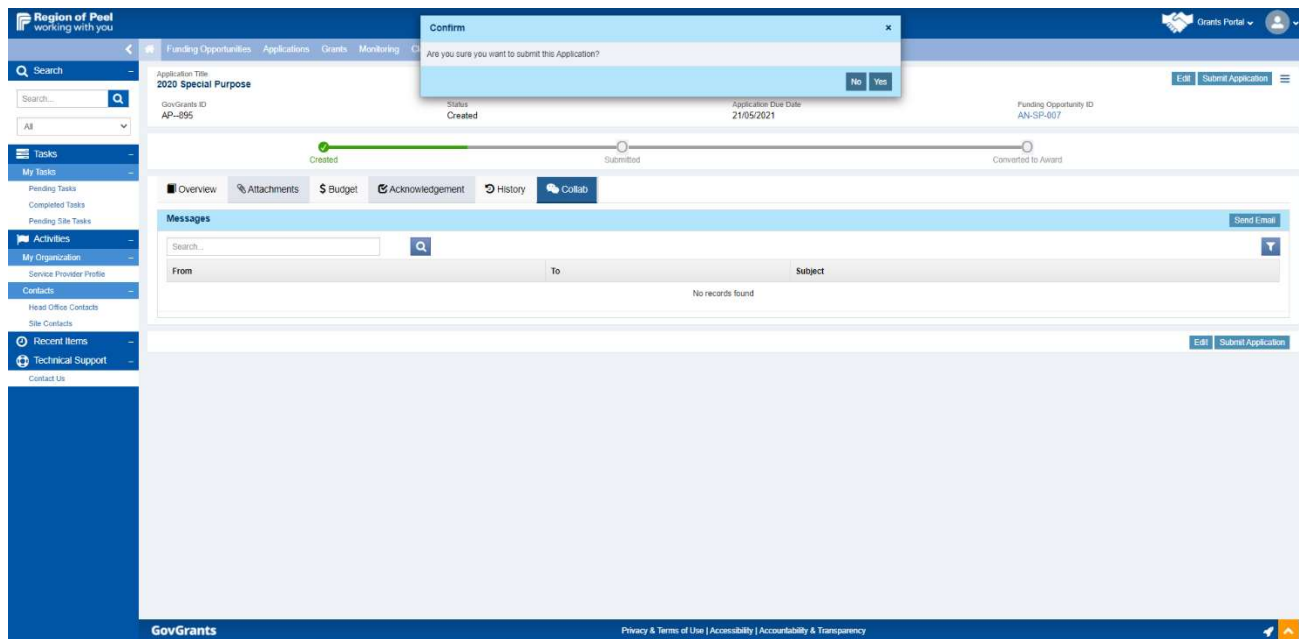 Region of Peel
working with you
Confirm
x
Are you sure you want to submit this Application?
No Yes
Grants Portal
Funding Opportunities Applications Grants Monitoring
Search
Search...
All
Application Title
2020 Special Purpose
Edit Submit Application
GovGrants ID
AP--895
Status
Created
Application Due Date
21/05/2021
Funding Opportunity ID
AN-SP-007
Created
Submitted
Converted to Award
Tasks
My Tasks
Pending Tasks
Completed Tasks
Pending Site Tasks
Activities
My Organization
Service Provider Profile
Contacts
Head Office Contacts
Site Contacts
Recent Items
Technical Support
Contact Us
Overview Attachments $ Budget Acknowledgement History Collab
Messages
Send Email
Search...
From To Subject
No records found
Edit Submit Application
GovGrants
Privacy & Terms of Use | Accessibility | Accountability & Transparency